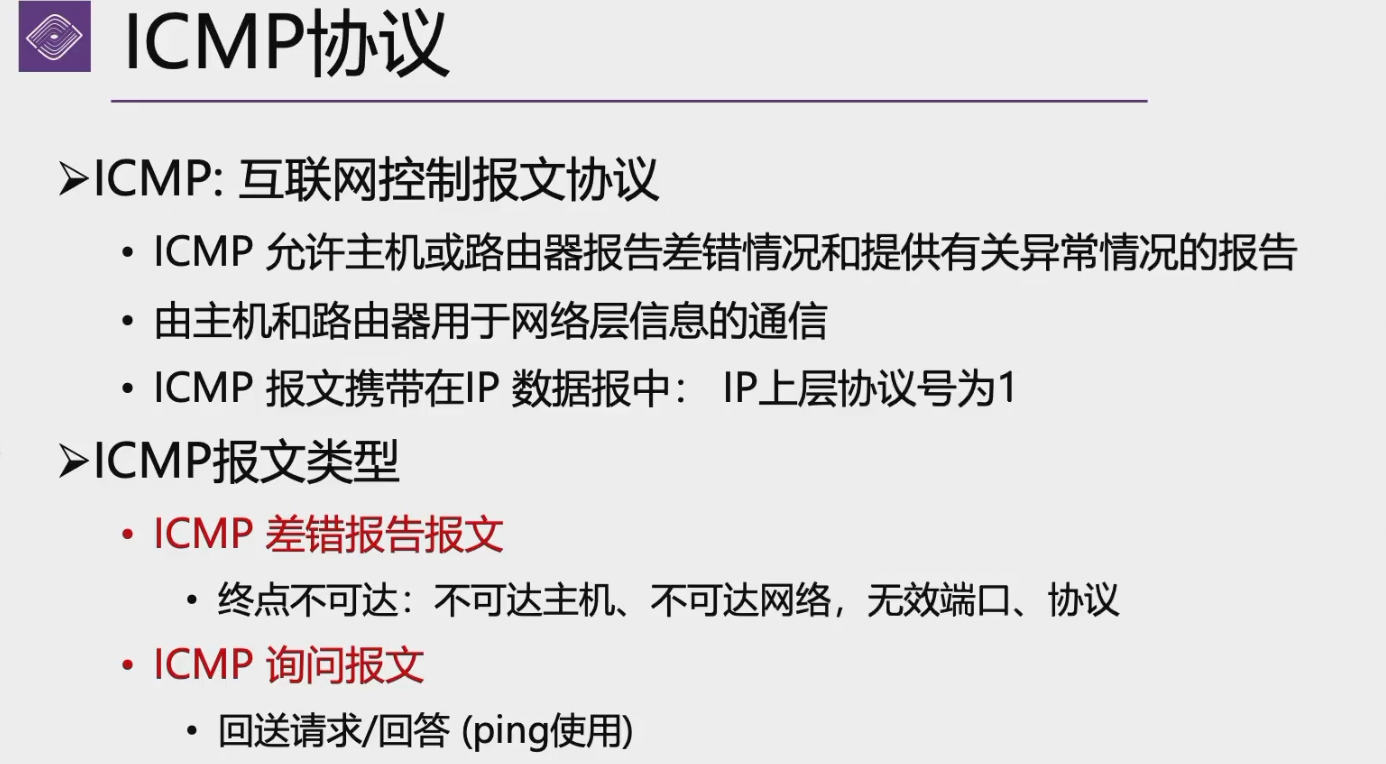 ICMP协议
➢ICMP: 互联网控制报文协议
• ICMP 允许主机或路由器报告差错情况和提供有关异常情况的报告
• 由主机和路由器用于网络层信息的通信
• ICMP 报文携带在IP 数据报中： IP上层协议号为1
➢ICMP报文类型
• ICMP 差错报告报文
• 终点不可达：不可达主机、不可达网络，无效端口、协议
• ICMP 询问报文
• 回送请求/回答 (ping使用)